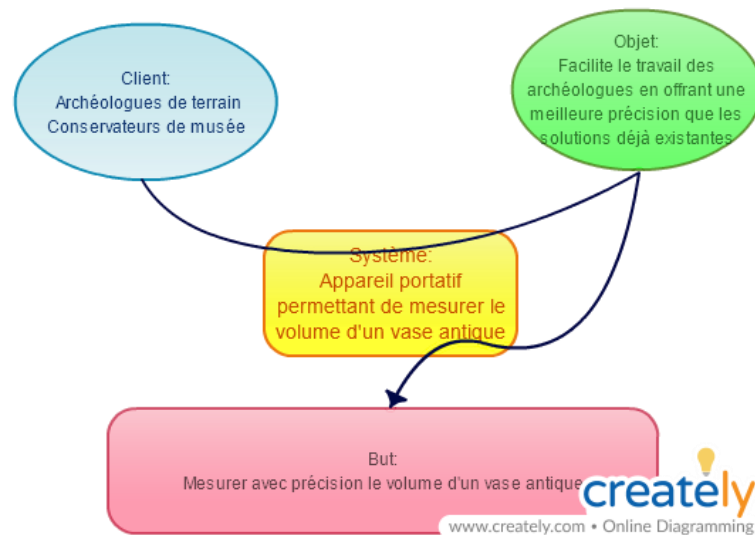 Client:
Archéologues de terrain
Conservateurs de musée
Objet:
Facilite le travail des
archéologues en offrant une
meilleure précision que les
solutions déjà existantes
Système:
Appareil portatif
permettant de mesurer le
volume d'un vase antique
But:
Mesurer avec précision le volume d'un vase antique
creately
www.creately.com • Online Diagramming